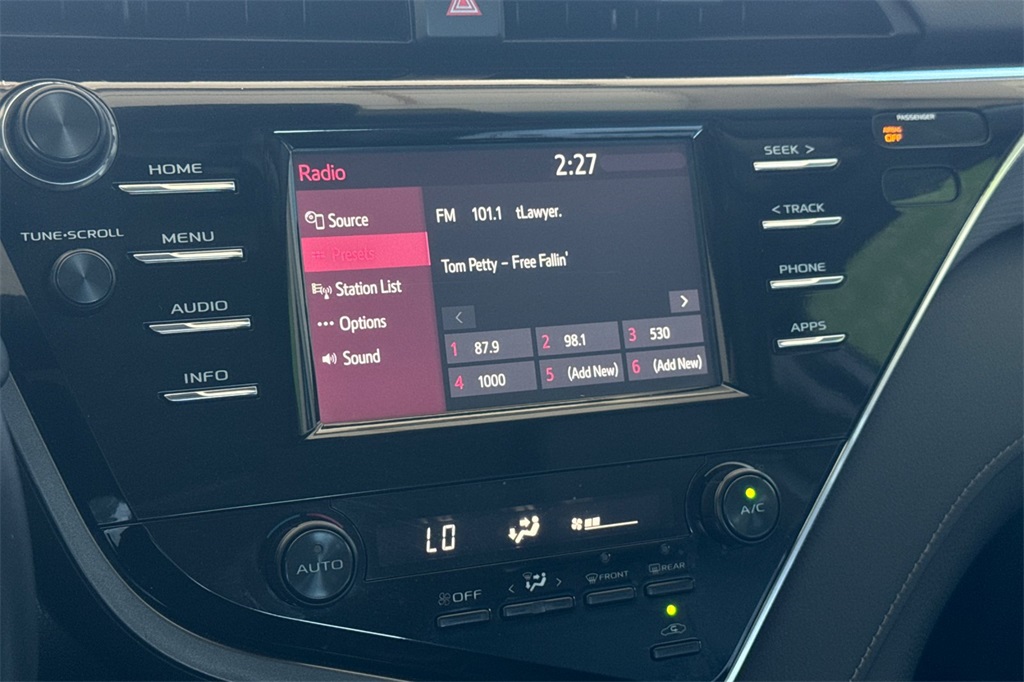 PASSENGER
AIRBAG
OFF
HOME
TUNE•SCROLL
MENU
AUDIO
INFO
Radio
2:27
Source
Presets
Station List
Options
Sound
FM 101.1 tLawyer.
Tom Petty – Free Fallin'
<
>
1 87.9
2 98.1
3 530
4 1000
5 (Add New)
6 (Add New)
SEEK >
< TRACK
PHONE
APPS
AUTO
LO
A/C
OFF
< >
FRONT
REAR